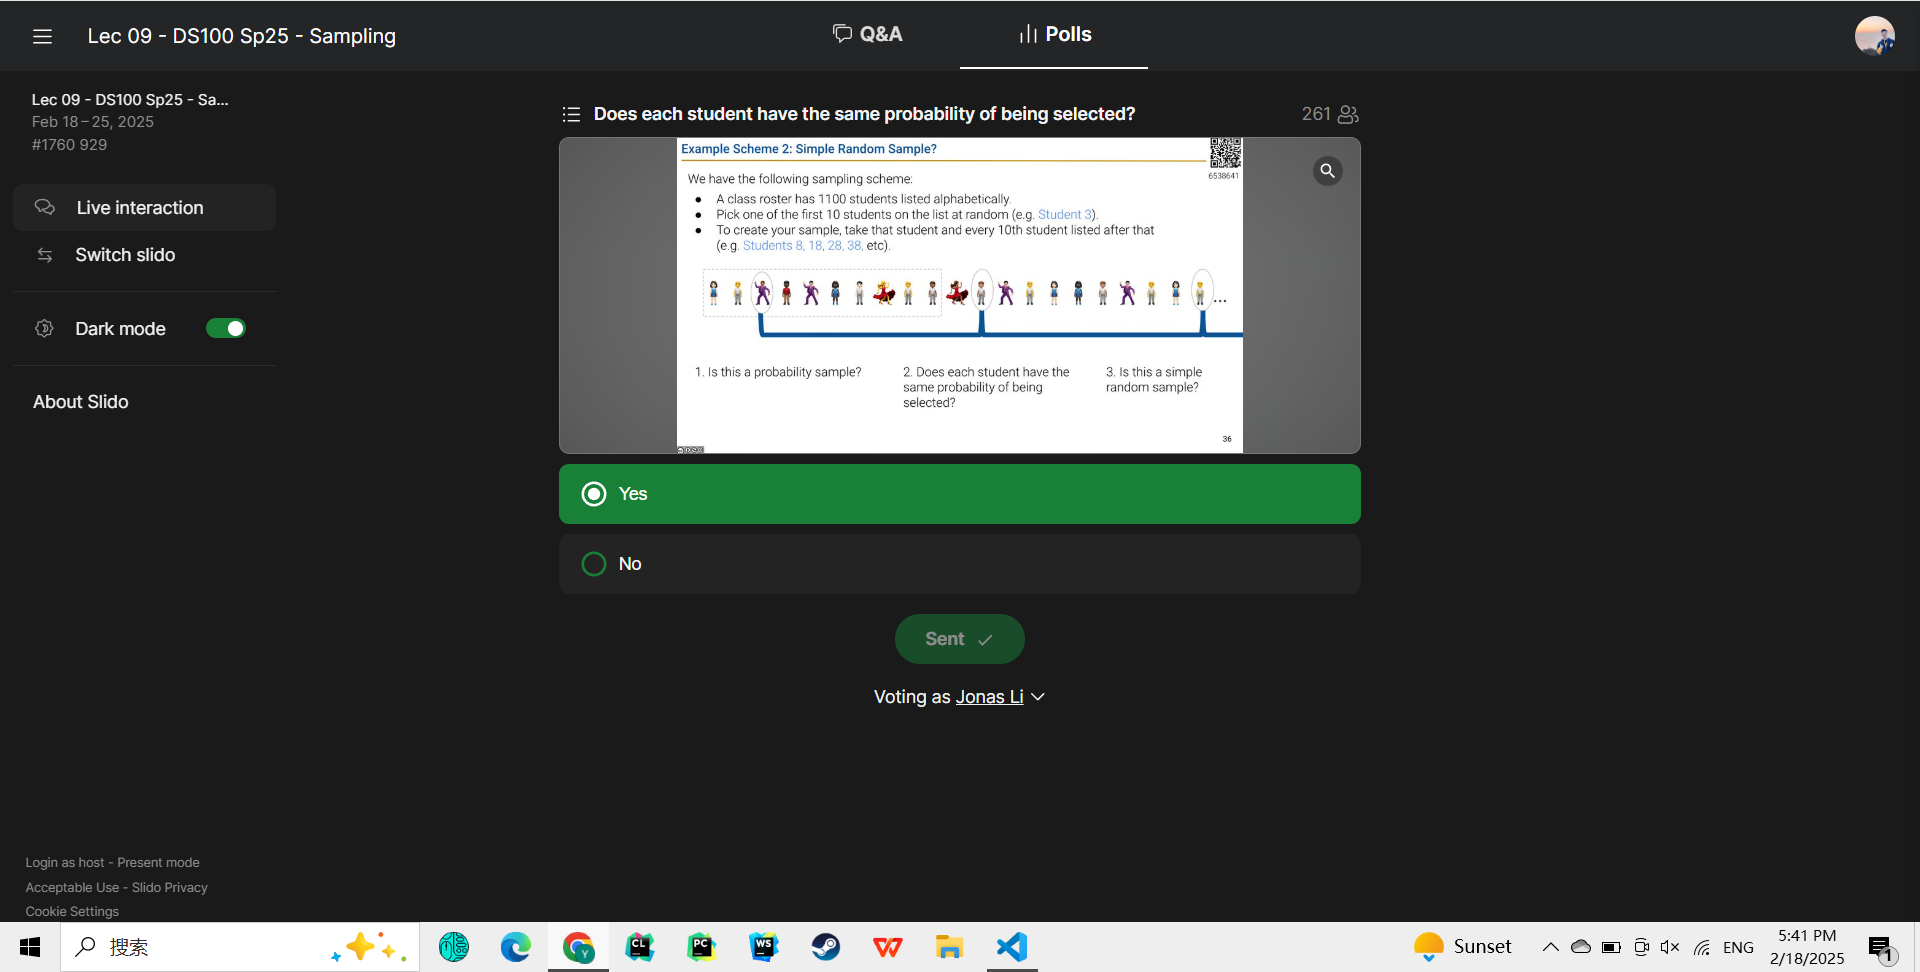 Lec 09 - DS100 Sp25 - Sampling
Q&A
Polls
Lec 09 - DS100 Sp25 - Sa...
Feb 18 – 25, 2025
#1760 929
Live interaction
Switch slido
Dark mode
About Slido
Does each student have the same probability of being selected?
261
Example Scheme 2: Simple Random Sample?
6538641
We have the following sampling scheme:
● A class roster has 1100 students listed alphabetically.
● Pick one of the first 10 students on the list at random (e.g. Student 3).
● To create your sample, take that student and every 10th student listed after that
(e.g. Students 8, 18, 28, 38, etc).
...
1. Is this a probability sample?
2. Does each student have the
same probability of being
selected?
3. Is this a simple
random sample?
36
Yes
No
Sent
Voting as Jonas Li
Login as host - Present mode
Acceptable Use - Slido Privacy
Cookie Settings
搜索
CL
PC
WS
Sunset
ENG
5:41 PM
2/18/2025
1